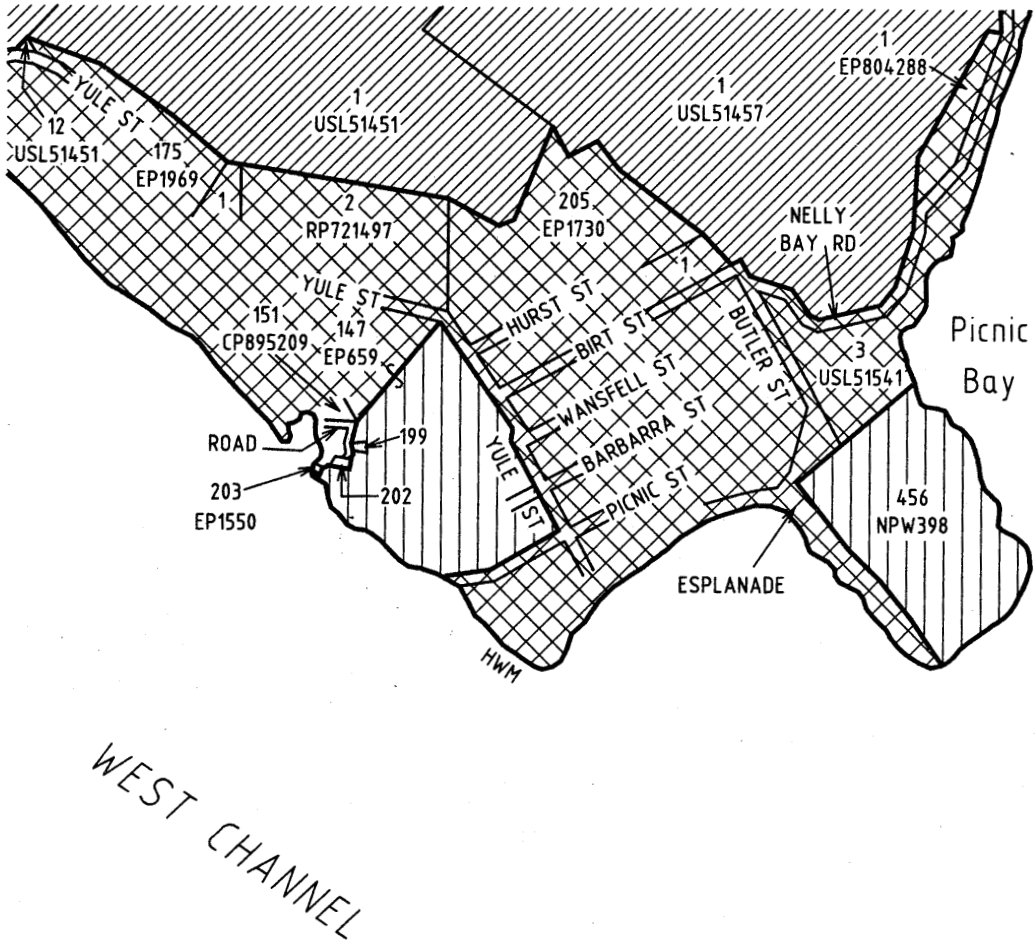 1
EP804288
1
USL51451
1
USL51457
YULE ST
12
USL51451
175
EP1969
1
2
RP721497
205
EP1730
NELLY
BAY RD
1
YULE ST
HURST ST
BIRT ST
BUTLER ST
151
CP895209
147
EP659
WANSFELL ST
3
USL51541
Picnic
Bay
BARBARRA ST
ROAD
199
YULE ST
PICNIC ST
203
EP1550
202
456
NPW398
ESPLANADE
HWM
WEST CHANNEL